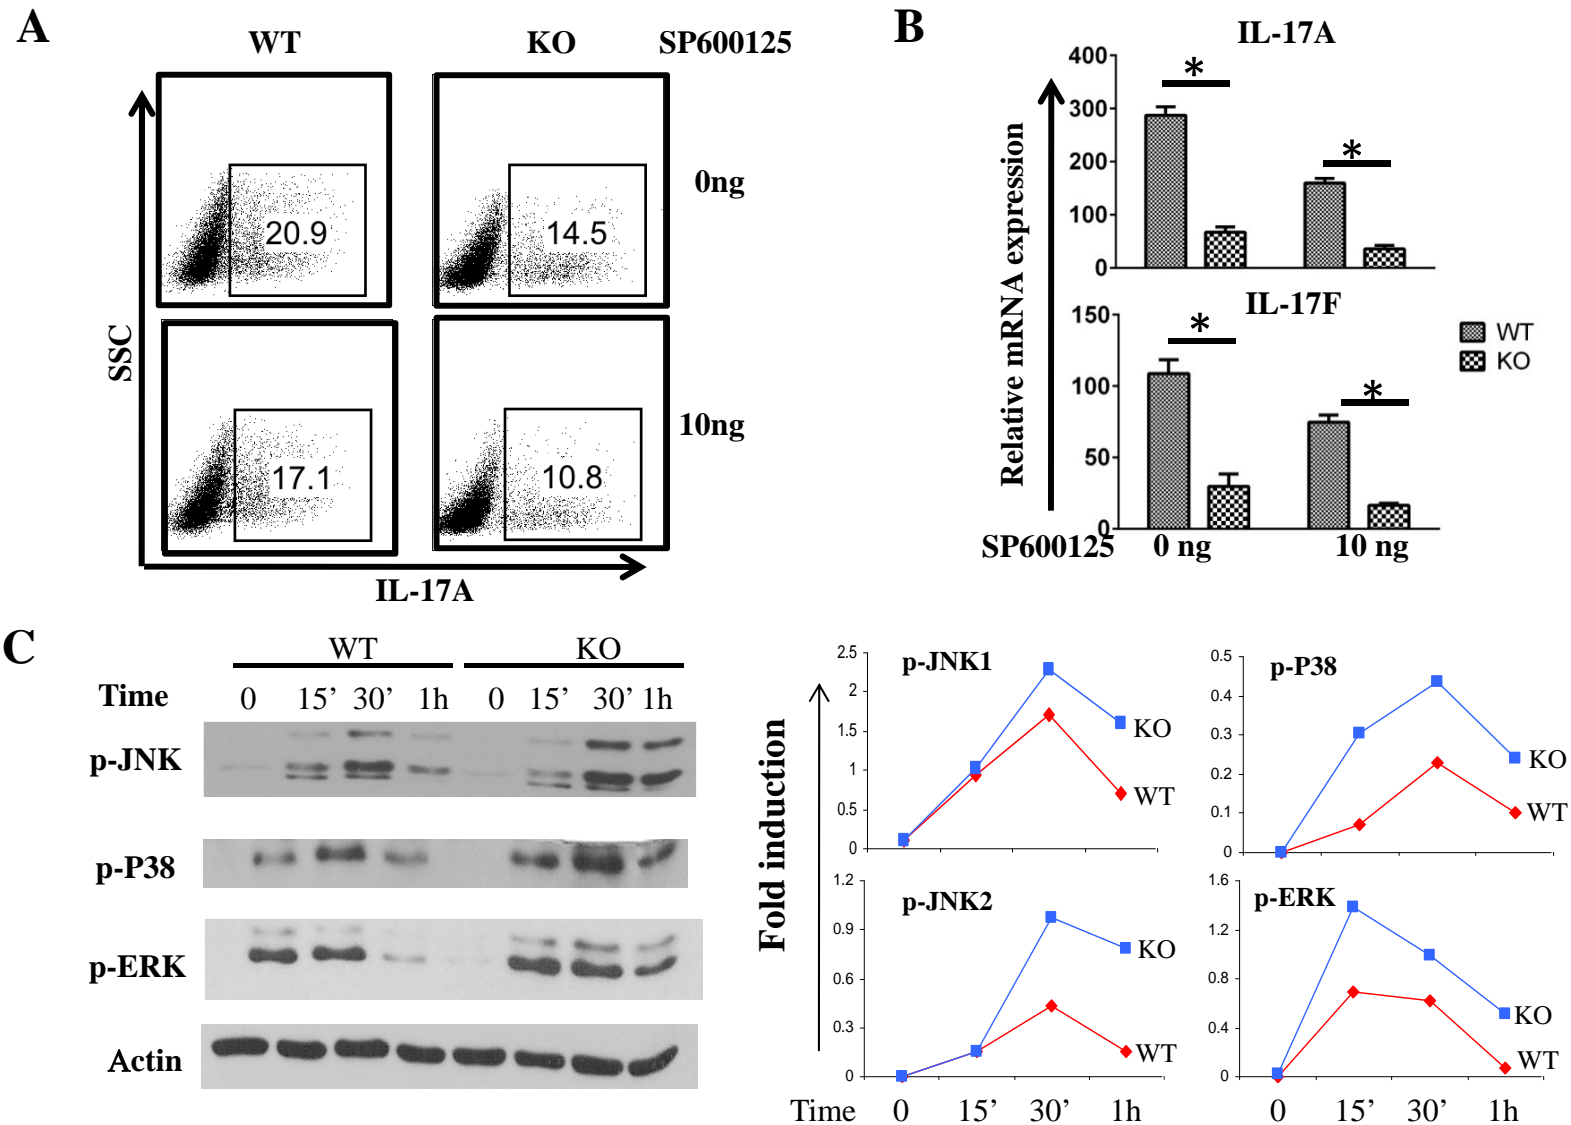 A
WT KO SP600125
20.9 14.5 0ng
17.1 10.8 10ng
SSC
IL-17A
B
IL-17A
400
300
200
100
0
* *
IL-17F
150
100
50
0
* *
Relative mRNA expression
WT
KO
SP600125 0 ng 10 ng
C
WT KO
Time 0 15’ 30’ 1h 0 15’ 30’ 1h
p-JNK
p-P38
p-ERK
Actin
Fold induction
p-JNK1
2.5
2
1.5
1
0.5
0
KO
WT
p-P38
0.5
0.4
0.3
0.2
0.1
0
KO
WT
p-JNK2
1.2
0.9
0.6
0.3
0
KO
WT
p-ERK
1.6
1.2
0.8
0.4
0
KO
WT
Time 0 15’ 30’ 1h 0 15’ 30’ 1h